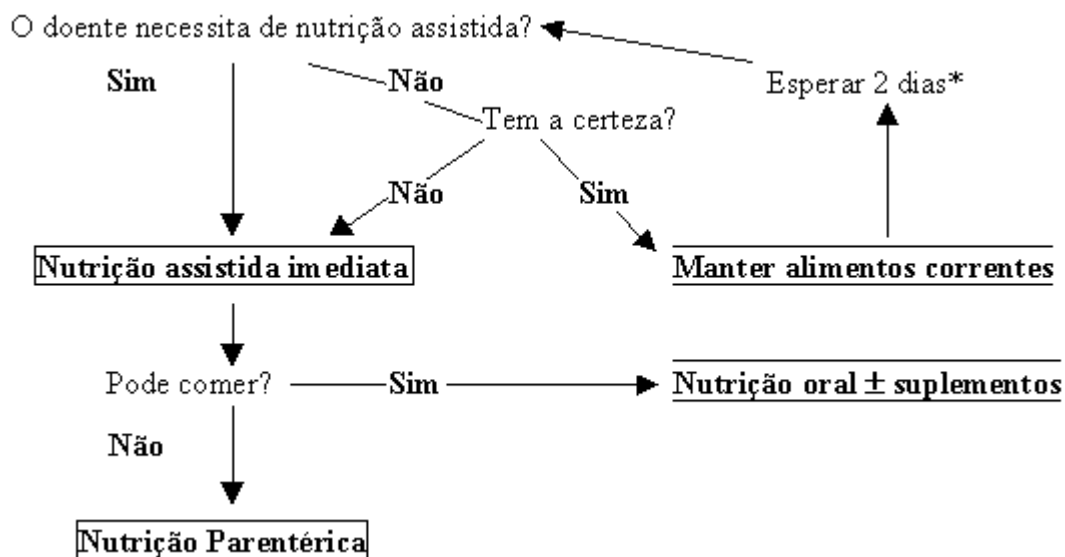 O doente necessita de nutrição assistida?
Sim
Não
Esperar 2 dias*
Tem a certeza?
Não
Sim
Nutrição assistida imediata
Manter alimentos correntes
Pode comer?
Sim
Nutrição oral ± suplementos
Não
Nutrição Parentérica